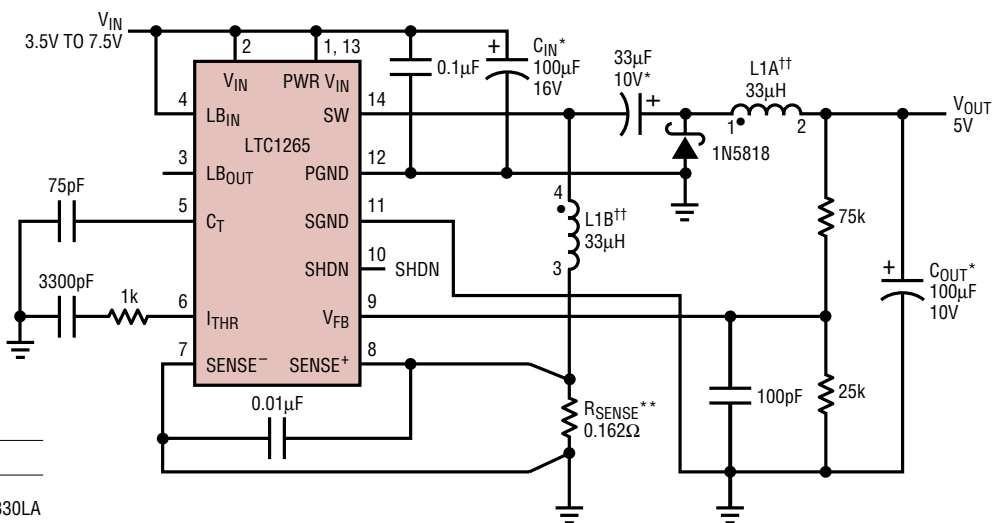 VIN
3.5V TO 7.5V
2
1, 13
VIN
PWR VIN
0.1µF
+
CIN*
100µF
16V
33µF
10V*
+
L1A††
33µH
1
2
VOUT
5V
4
LBIN
SW
14
LTC1265
1N5818
3
LBOUT
PGND
12
75pF
5
CT
SGND
11
4
L1B††
33µH
3
75k
SHDN
10
SHDN
+
COUT*
100µF
10V
3300pF
1k
6
ITHR
VFB
9
7
SENSE–
SENSE+
8
0.01µF
RSENSE**
0.162Ω
100pF
25k
330LA